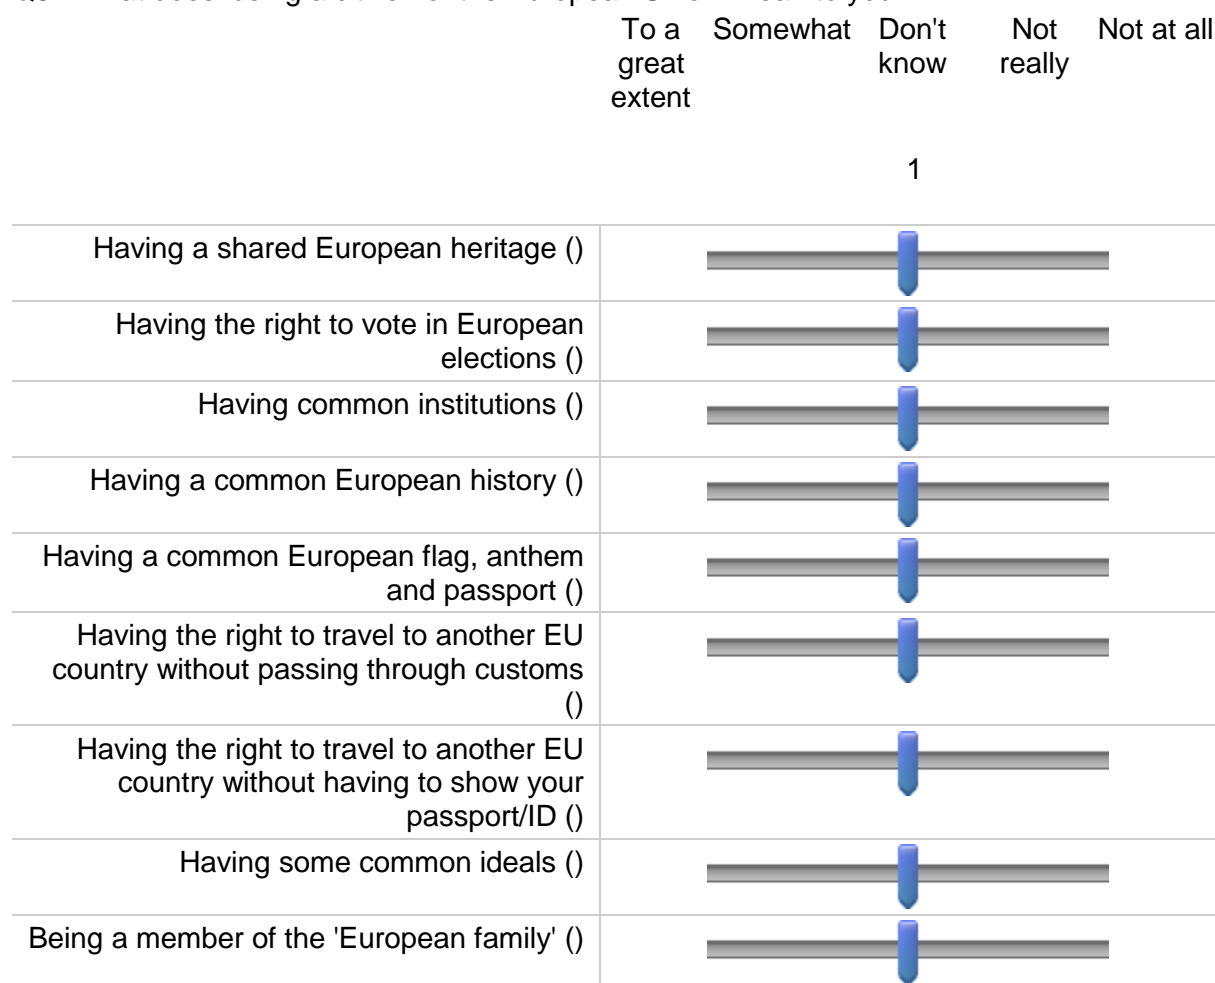 To a Somewhat Don't Not Not at all
great know really
extent
1
Having a shared European heritage ()
Having the right to vote in European
elections ()
Having common institutions ()
Having a common European history ()
Having a common European flag, anthem
and passport ()
Having the right to travel to another EU
country without passing through customs
()
Having the right to travel to another EU
country without having to show your
passport/ID ()
Having some common ideals ()
Being a member of the 'European family' ()